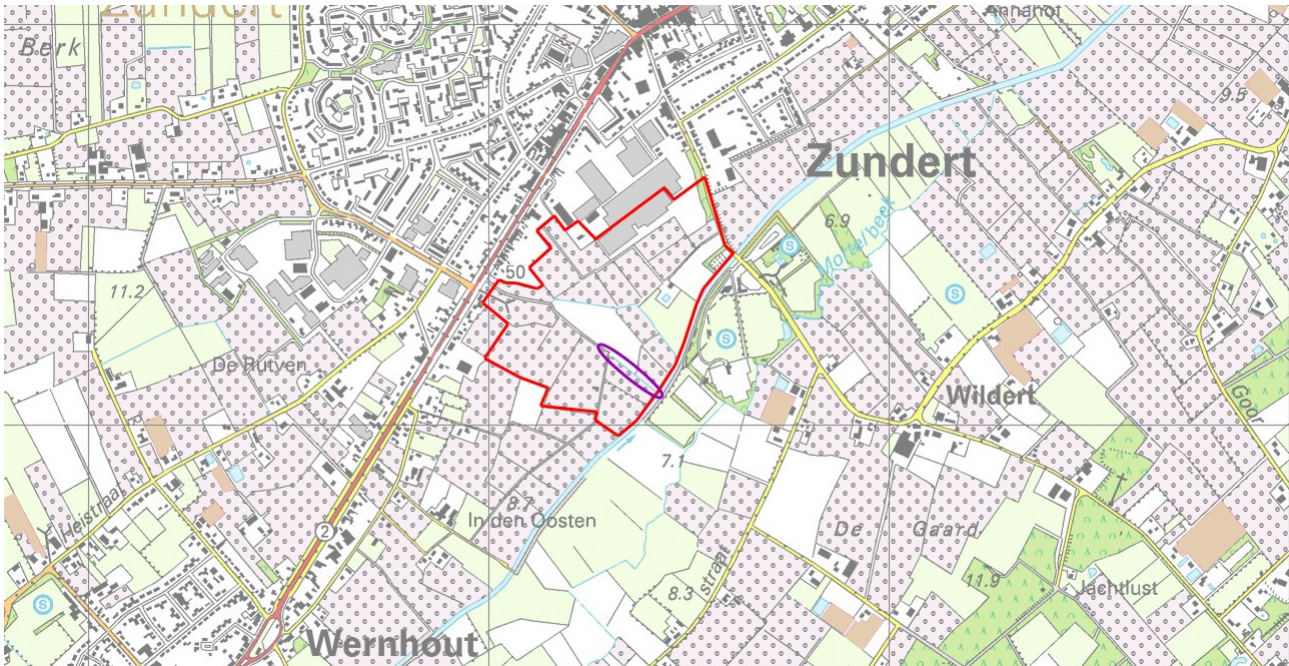 Zundert
Annahof
Berk
9.5
Zundert
6.9
Mottelbeek
50
11.2
S
S
S
De Rutven
Wildert
Goor
7.1
Heistraat
8.7
In den Oosten
De Gaard
2
11.9
Jachtlust
8.3
straat
S
Wernhout